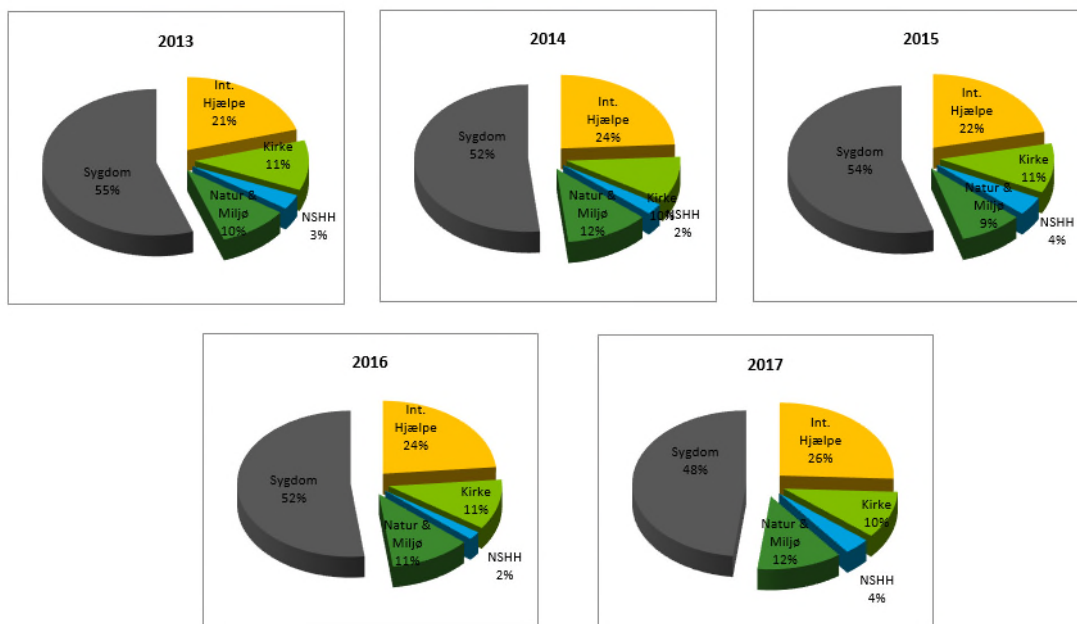 2013
Int.
Hjælpe
21%
Kirke
11%
NSHH
3%
Natur &
Miljø
10%
Sygdom
55%
2014
Int.
Hjælpe
24%
Kirke
10%
NSHH
2%
Natur &
Miljø
12%
Sygdom
52%
2015
Int.
Hjælpe
22%
Kirke
11%
NSHH
4%
Natur &
Miljø
9%
Sygdom
54%
2016
Int.
Hjælpe
24%
Kirke
11%
NSHH
2%
Natur &
Miljø
11%
Sygdom
52%
2017
Int.
Hjælpe
26%
Kirke
10%
NSHH
4%
Natur &
Miljø
12%
Sygdom
48%